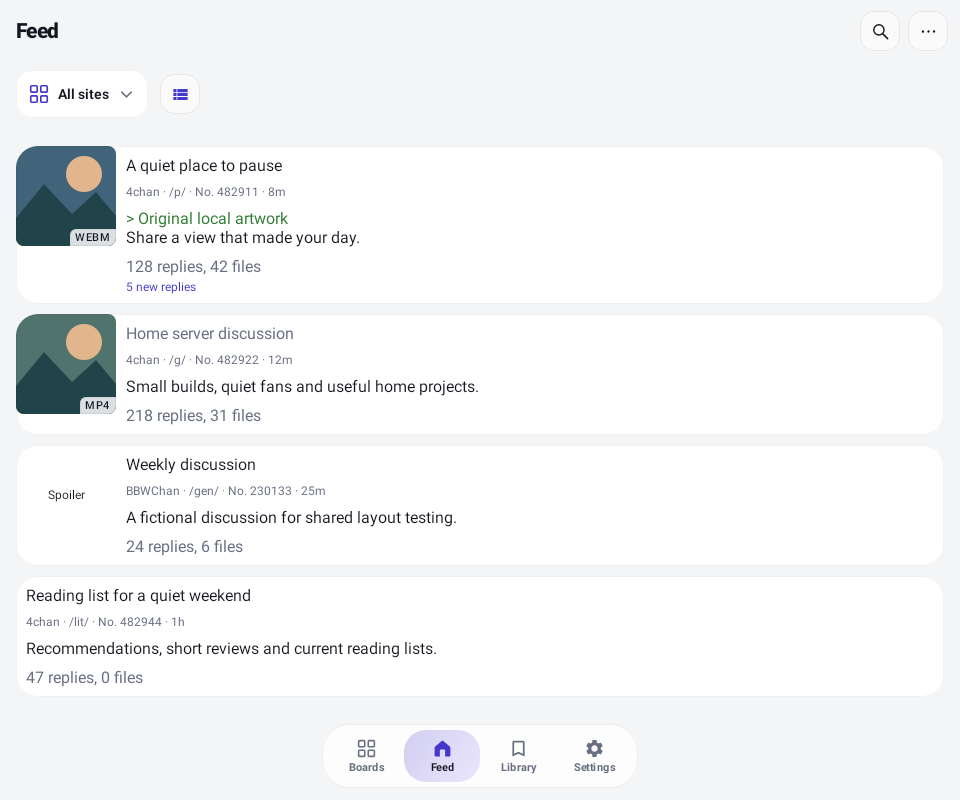 Feed
All sites
A quiet place to pause
4chan · /p/ · No. 482911 · 8m
> Original local artwork
Share a view that made your day.
WEBM
128 replies, 42 files
5 new replies
Home server discussion
4chan · /g/ · No. 482922 · 12m
Small builds, quiet fans and useful home projects.
MP4
218 replies, 31 files
Weekly discussion
BBWChan · /gen/ · No. 230133 · 25m
Spoiler
A fictional discussion for shared layout testing.
24 replies, 6 files
Reading list for a quiet weekend
4chan · /lit/ · No. 482944 · 1h
Recommendations, short reviews and current reading lists.
47 replies, 0 files
Boards
Feed
Library
Settings